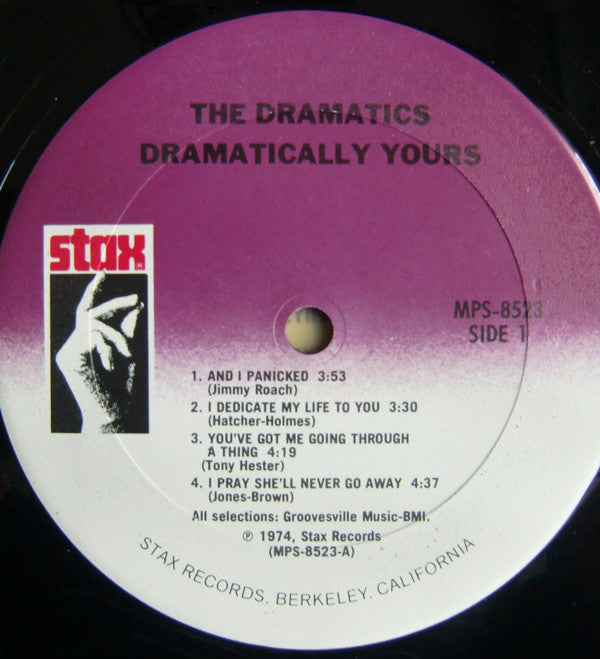 THE DRAMATICS
DRAMATICALLY YOURS
stax
MPS-8523
SIDE 1
1. AND I PANICKED 3:53
(Jimmy Roach)
2. I DEDICATE MY LIFE TO YOU 3:30
(Hatcher-Holmes)
3. YOU'VE GOT ME GOING THROUGH
A THING 4:19
(Tony Hester)
4. I PRAY SHE'LL NEVER GO AWAY 4:37
(Jones-Brown)
All selections: Groovesville Music-BMI.
℗ 1974, Stax Records
(MPS-8523-A)
STAX RECORDS, BERKELEY, CALIFORNIA